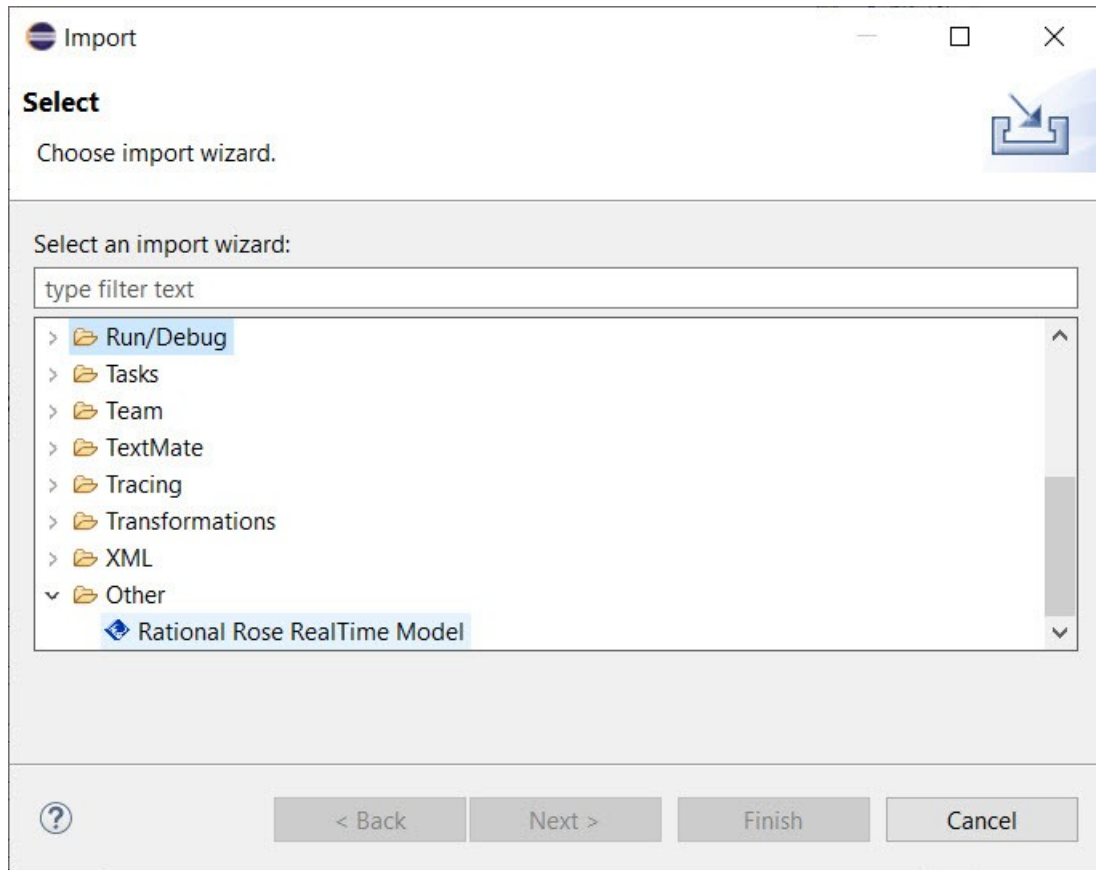 Import
Select
Choose import wizard.
Select an import wizard:
type filter text
Run/Debug
Tasks
Team
TextMate
Tracing
Transformations
XML
Other
Rational Rose RealTime Model
? < Back Next > Finish Cancel